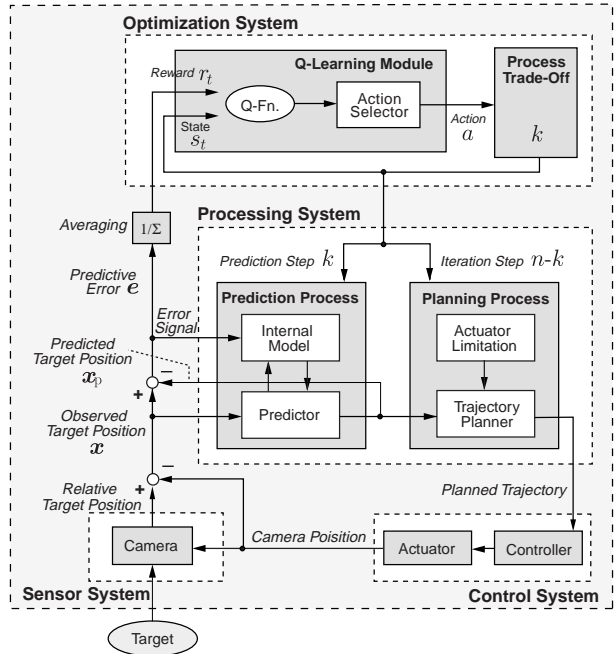 Optimization System
Q-Learning Module
Process
Trade-Off
Reward r_t
Q-Fn.
Action
Selector
State
s_t
Action
a
k
Averaging
1/Σ
Processing System
Predictive
Error e
Prediction Step k
Iteration Step n-k
Error
Signal
Prediction Process
Planning Process
Internal
Model
Actuator
Limitation
Predicted
Target Position
x_p
−
+
Observed
Target Position
x
Predictor
Trajectory
Planner
−
+
Relative
Target Position
Planned Trajectory
Camera
Camera Poisition
Actuator
Controller
Sensor System
Control System
Target